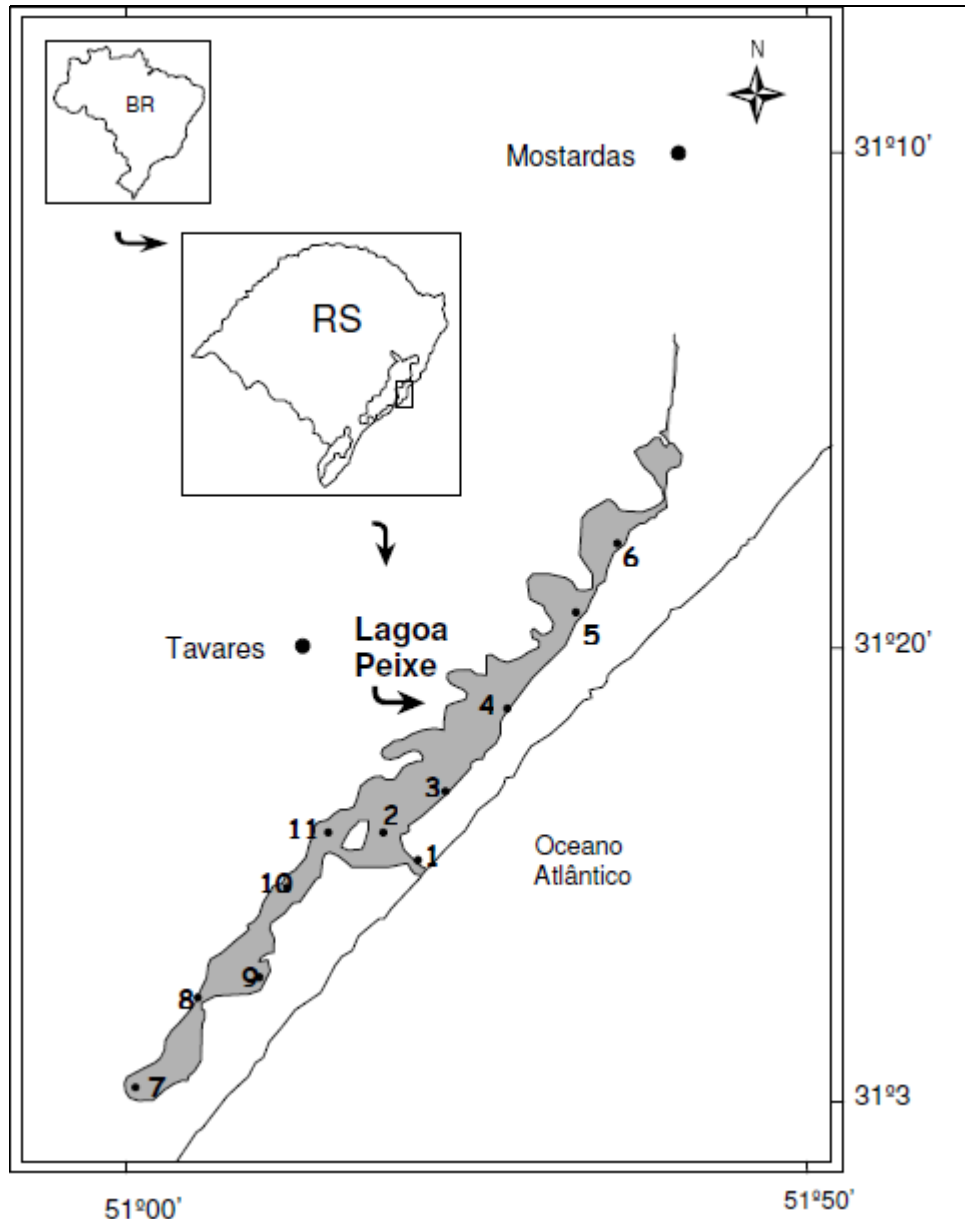 BR
N
Mostardas
31º10'
RS
6
5
Tavares
Lagoa
Peixe
31º20'
4
3
2
11
1
Oceano
Atlântico
10
9
8
7
31º3
51º00'
51º50'